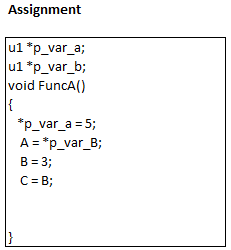 Assignment
u1 *p_var_a;
u1 *p_var_b;
void FuncA()
{
*p_var_a = 5;
A = *p_var_B;
B = 3;
C = B;
}